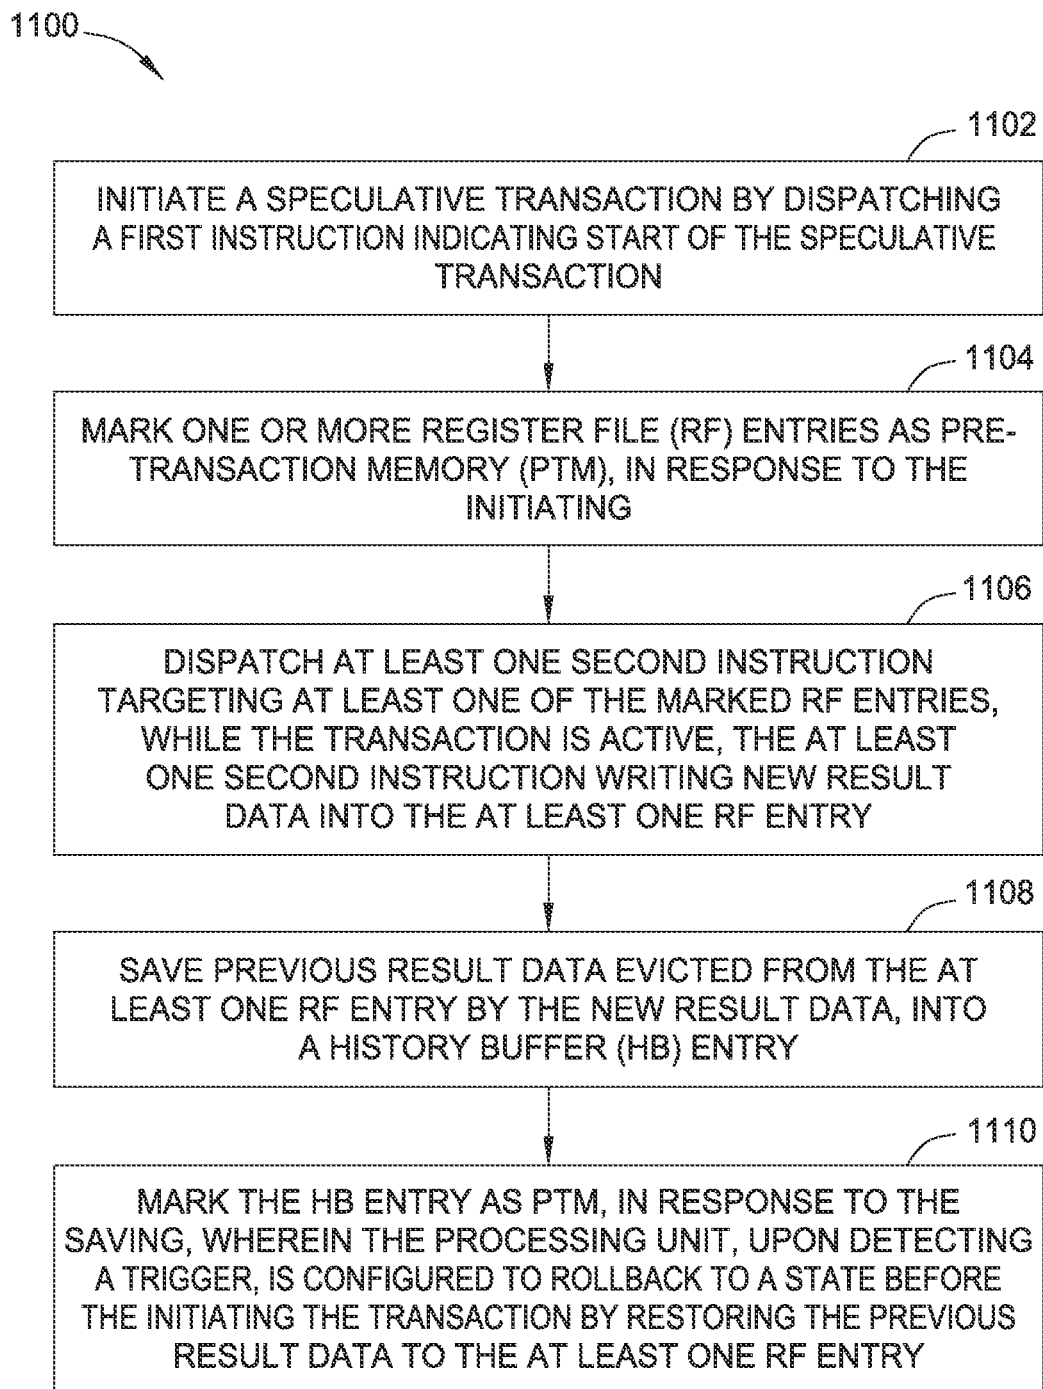 1100
1102
INITIATE A SPECULATIVE TRANSACTION BY DISPATCHING
A FIRST INSTRUCTION INDICATING START OF THE SPECULATIVE
TRANSACTION
1104
MARK ONE OR MORE REGISTER FILE (RF) ENTRIES AS PRE-
TRANSACTION MEMORY (PTM), IN RESPONSE TO THE
INITIATING
1106
DISPATCH AT LEAST ONE SECOND INSTRUCTION
TARGETING AT LEAST ONE OF THE MARKED RF ENTRIES,
WHILE THE TRANSACTION IS ACTIVE, THE AT LEAST
ONE SECOND INSTRUCTION WRITING NEW RESULT
DATA INTO THE AT LEAST ONE RF ENTRY
1108
SAVE PREVIOUS RESULT DATA EVICTED FROM THE AT
LEAST ONE RF ENTRY BY THE NEW RESULT DATA, INTO
A HISTORY BUFFER (HB) ENTRY
1110
MARK THE HB ENTRY AS PTM, IN RESPONSE TO THE
SAVING, WHEREIN THE PROCESSING UNIT, UPON DETECTING
A TRIGGER, IS CONFIGURED TO ROLLBACK TO A STATE BEFORE
THE INITIATING THE TRANSACTION BY RESTORING THE PREVIOUS
RESULT DATA TO THE AT LEAST ONE RF ENTRY